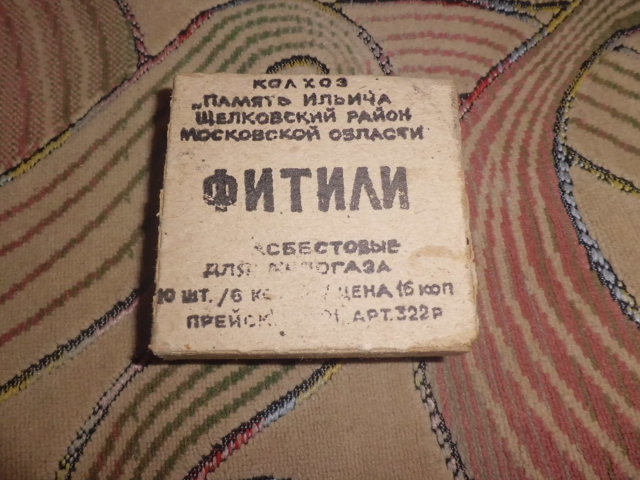 КОЛХОЗ
„ПАМЯТЬ ИЛЬИЧА
ЩЕЛКОВСКИЙ РАЙОН
МОСКОВСКОЙ ОБЛАСТИ
ФИТИЛИ
АСБЕСТОВЫЕ
ДЛЯ
10 ШТ./6 ЦЕНА 16 КОП
АРТ.322Р